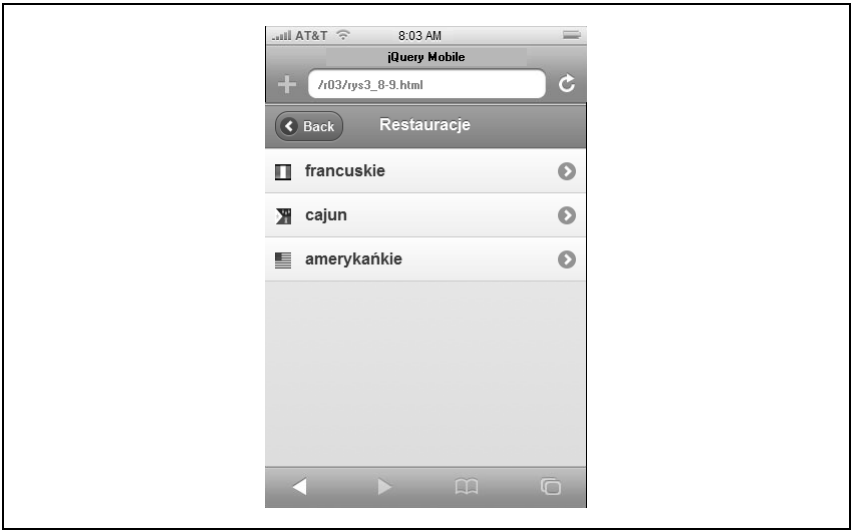 AT&T 8:03 AM
jQuery Mobile
/r03/rys3_8-9.html
Back Restauracje
francuskie
cajun
amerykańkie